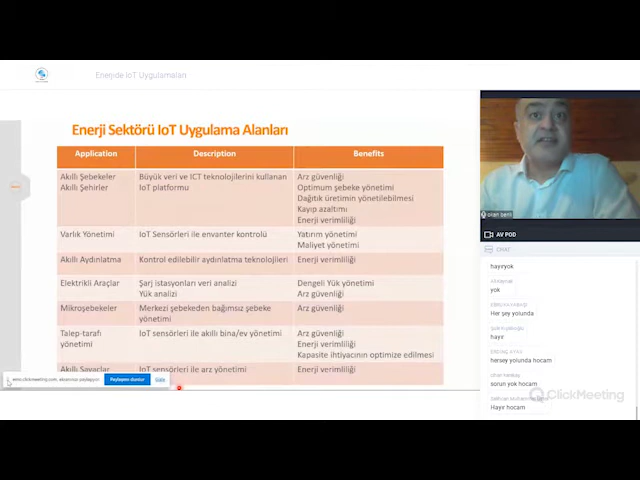 Enerjide IoT Uygulamaları
Enerji Sektörü IoT Uygulama Alanları
Application Description Benefits
Akıllı Şebekeler Büyük veri ve ICT teknolojilerini kullanan Arz güvenliği
Akıllı Şehirler IoT platformu Optimum şebeke yönetimi
Dağıtık üretimin yönetilebilmesi
Kayıp azaltımı
Enerji verimliliği
Varlık Yönetimi IoT Sensörleri ile envanter kontrolü Yatırım yönetimi
Maliyet yönetimi
Akıllı Aydınlatma Kontrol edilebilir aydınlatma teknolojileri Enerji verimliliği
Elektrikli Araçlar Şarj istasyonları veri analizi Dengeli Yük yönetimi
Yük analizi Arz güvenliği
Mikroşebekeler Merkezi şebekeden bağımsız şebeke Arz güvenliği
yönetimi
Talep-tarafı IoT sensörleri ile akıllı bina/ev yönetimi Arz güvenliği
yönetimi Enerji verimliliği
Kapasite ihtiyacının optimize edilmesi
Akıllı Sayaçlar IoT sensörleri ile arz yönetimi Enerji verimliliği
Paylaşımı durdur Gizle
AV POD
CHAT
hayıryok
yok
Her şey yolunda
hayır
hersey yolunda hocam
sorun yok hocam
Hayır hocam
ClickMeeting